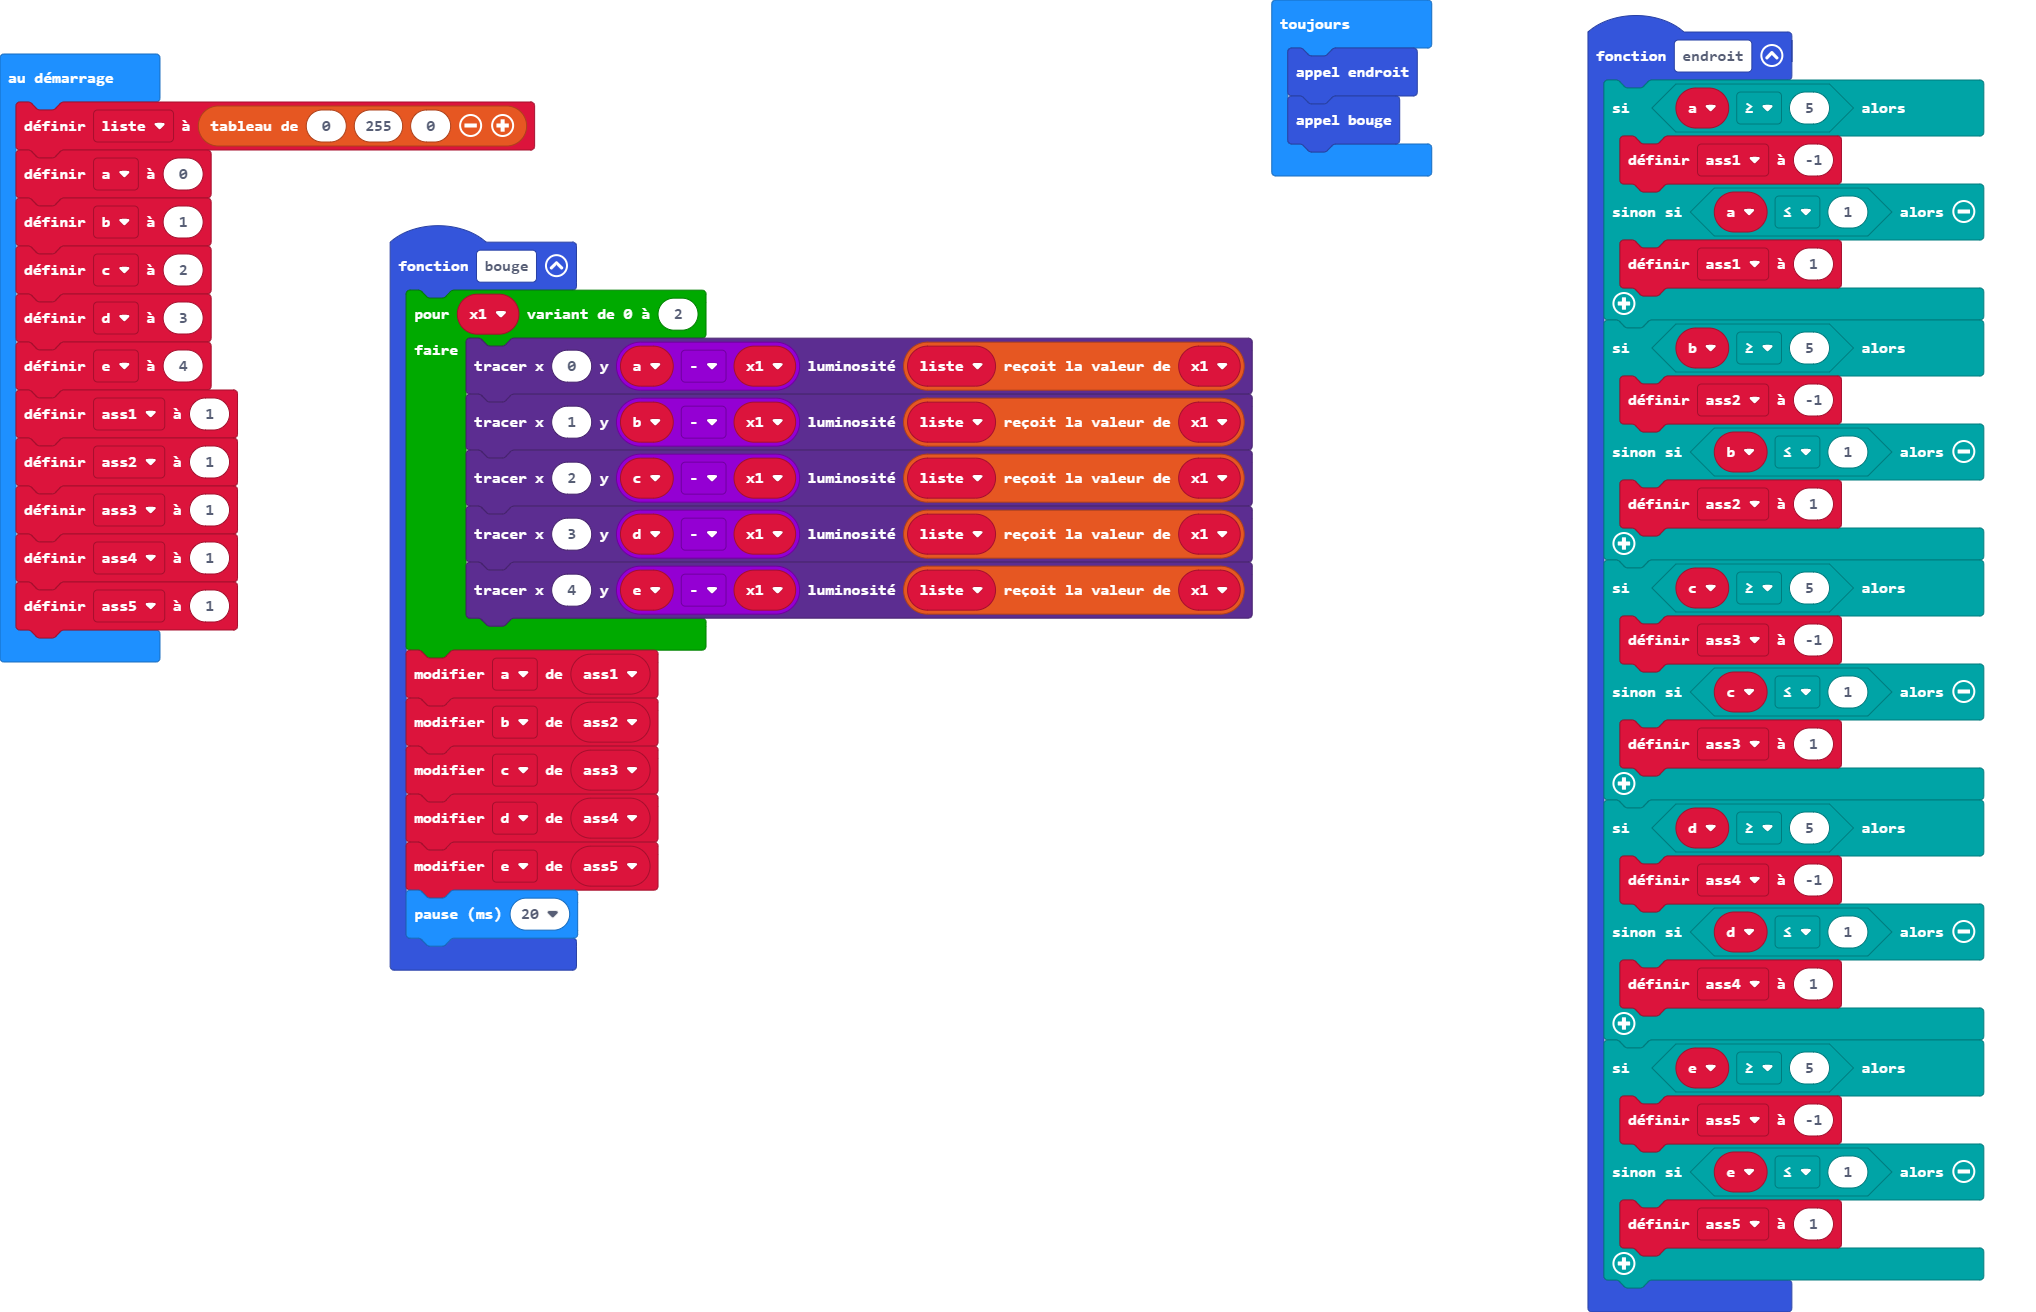 au démarrage
définir liste à tableau de 0 255 0
définir a à 0
définir b à 1
définir c à 2
définir d à 3
définir e à 4
définir ass1 à 1
définir ass2 à 1
définir ass3 à 1
définir ass4 à 1
définir ass5 à 1
fonction bouge
pour x1 variant de 0 à 2
faire
tracer x 0 y a - x1 luminosité liste reçoit la valeur de x1
tracer x 1 y b - x1 luminosité liste reçoit la valeur de x1
tracer x 2 y c - x1 luminosité liste reçoit la valeur de x1
tracer x 3 y d - x1 luminosité liste reçoit la valeur de x1
tracer x 4 y e - x1 luminosité liste reçoit la valeur de x1
modifier a de ass1
modifier b de ass2
modifier c de ass3
modifier d de ass4
modifier e de ass5
pause (ms) 20
toujours
appel endroit
appel bouge
fonction endroit
si a ≥ 5 alors
définir ass1 à -1
sinon si a ≤ 1 alors
définir ass1 à 1
si b ≥ 5 alors
définir ass2 à -1
sinon si b ≤ 1 alors
définir ass2 à 1
si c ≥ 5 alors
définir ass3 à -1
sinon si c ≤ 1 alors
définir ass3 à 1
si d ≥ 5 alors
définir ass4 à -1
sinon si d ≤ 1 alors
définir ass4 à 1
si e ≥ 5 alors
définir ass5 à -1
sinon si e ≤ 1 alors
définir ass5 à 1